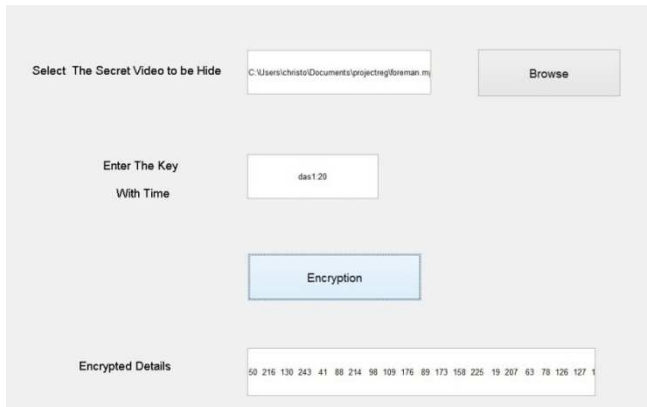 Select The Secret Video to be Hide
C:\Users\christo\Documents\projectreg\foreman.m
Browse
Enter The Key
With Time
das1:20
Encryption
Encrypted Details
50 216 130 243 41 88 214 98 109 176 89 173 158 225 19 207 63 78 126 127 1